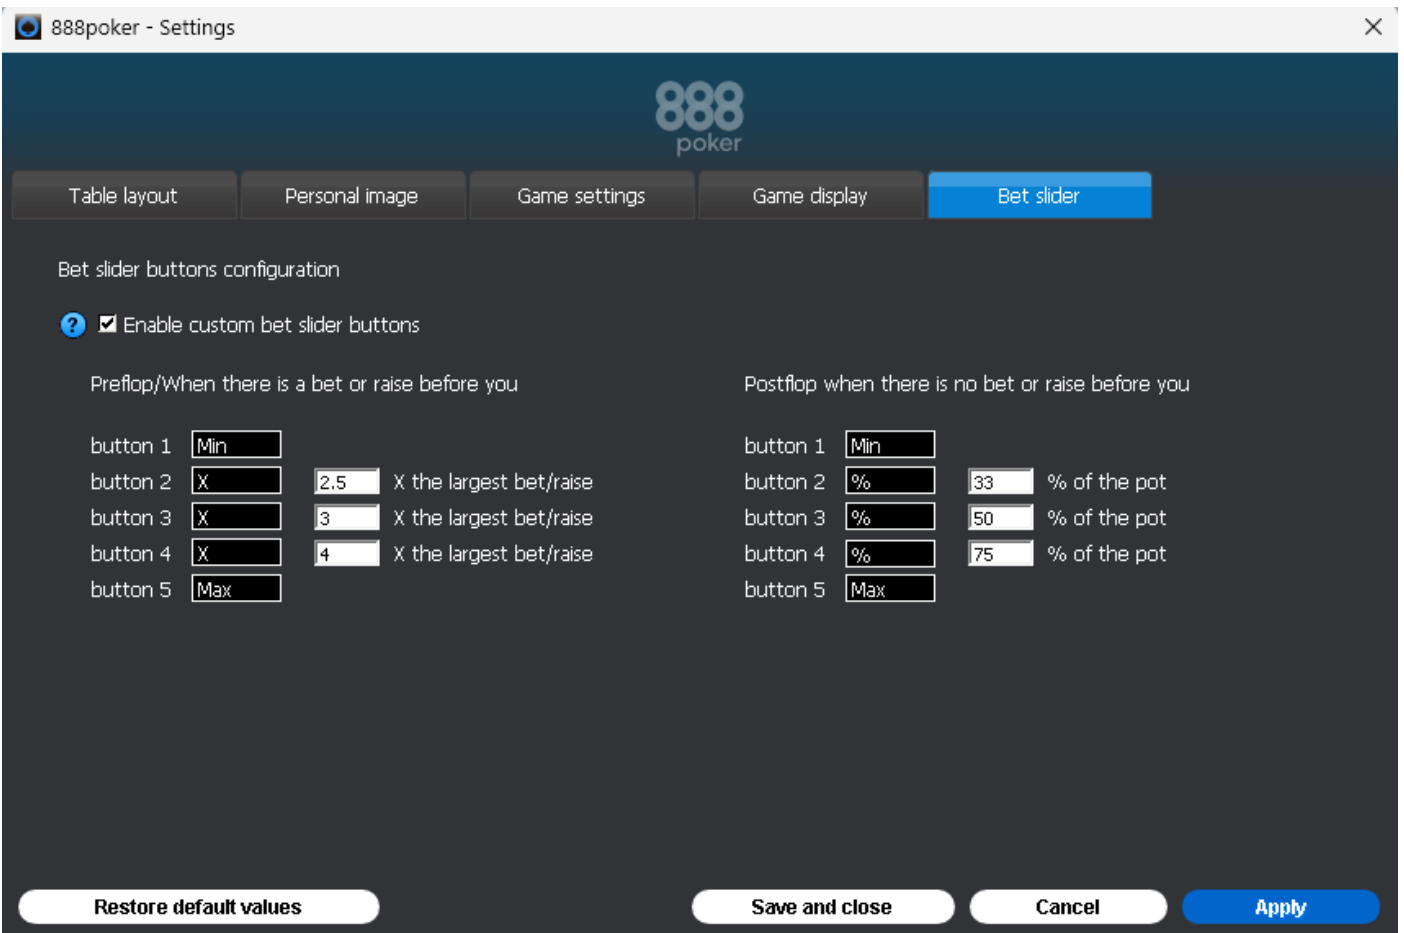 888poker - Settings
888
poker
Table layout
Personal image
Game settings
Game display
Bet slider
Bet slider buttons configuration
? Enable custom bet slider buttons
Preflop/When there is a bet or raise before you
button 1 Min
button 2 X 2.5 X the largest bet/raise
button 3 X 3 X the largest bet/raise
button 4 X 4 X the largest bet/raise
button 5 Max
Postflop when there is no bet or raise before you
button 1 Min
button 2 % 33 % of the pot
button 3 % 50 % of the pot
button 4 % 75 % of the pot
button 5 Max
Restore default values
Save and close
Cancel
Apply